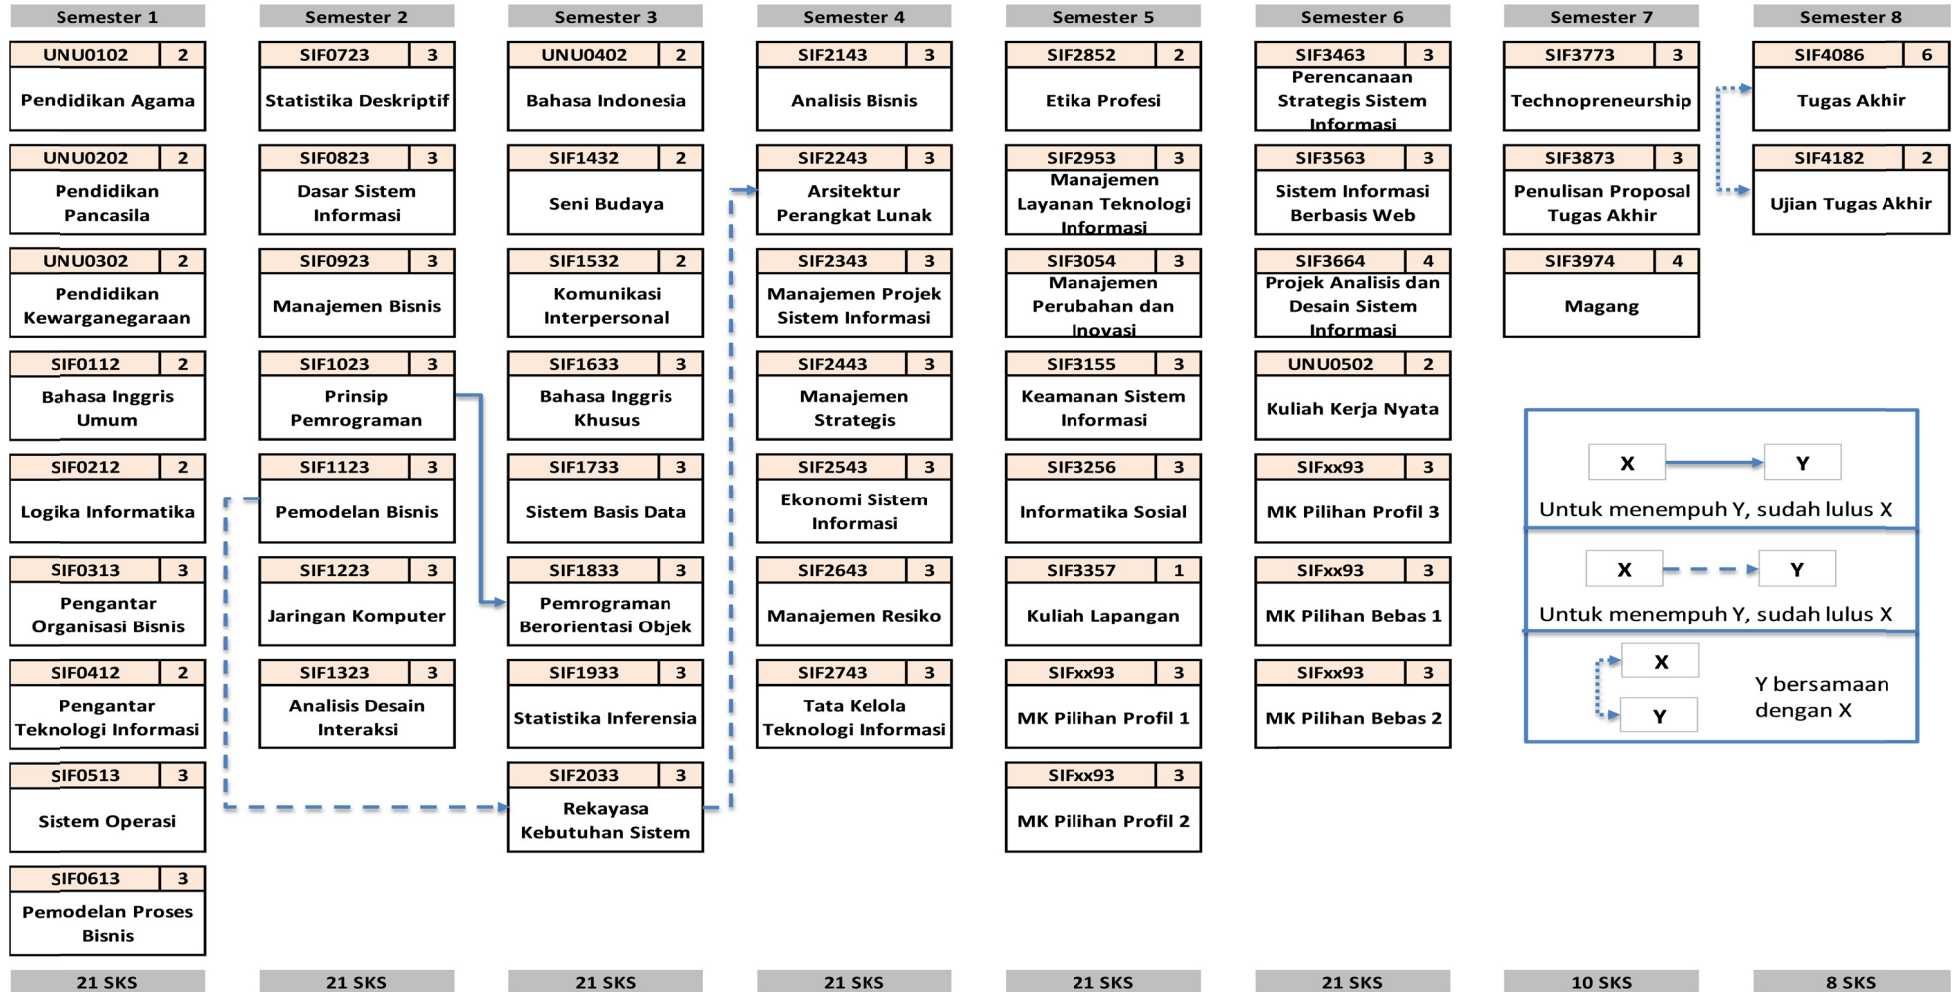 Semester 1
UNU0102 2
Pendidikan Agama
UNU0202 2
Pendidikan
Pancasila
UNU0302 2
Pendidikan
Kewarganegaraan
SIF0112 2
Bahasa Inggris
Umum
SIF0212 2
Logika Informatika
SIF0313 3
Pengantar
Organisasi Bisnis
SIF0412 2
Pengantar
Teknologi Informasi
SIF0513 3
Sistem Operasi
SIF0613 3
Pemodelan Proses
Bisnis
21 SKS
Semester 2
SIF0723 3
Statistika Deskriptif
SIF0823 3
Dasar Sistem
Informasi
SIF0923 3
Manajemen Bisnis
SIF1023 3
Prinsip
Pemrograman
SIF1123 3
Pemodelan Bisnis
SIF1223 3
Jaringan Komputer
SIF1323 3
Analisis Desain
Interaksi
21 SKS
Semester 3
UNU0402 2
Bahasa Indonesia
SIF1432 2
Seni Budaya
SIF1532 2
Komunikasi
Interpersonal
SIF1633 3
Bahasa Inggris
Khusus
SIF1733 3
Sistem Basis Data
SIF1833 3
Pemrograman
Berorientasi Objek
SIF1933 3
Statistika Inferensia
SIF2033 3
Rekayasa
Kebutuhan Sistem
21 SKS
Semester 4
SIF2143 3
Analisis Bisnis
SIF2243 3
Arsitektur
Perangkat Lunak
SIF2343 3
Manajemen Projek
Sistem Informasi
SIF2443 3
Manajemen
Strategis
SIF2543 3
Ekonomi Sistem
Informasi
SIF2643 3
Manajemen Resiko
SIF2743 3
Tata Kelola
Teknologi Informasi
21 SKS
Semester 5
SIF2852 2
Etika Profesi
SIF2953 3
Manajemen
Layanan Teknologi
Informasi
SIF3054 3
Manajemen
Perubahan dan
Inovasi
SIF3155 3
Keamanan Sistem
Informasi
SIF3256 3
Informatika Sosial
SIF3357 1
Kuliah Lapangan
SIFxx93 3
MK Pilihan Profil 1
SIFxx93 3
MK Pilihan Profil 2
21 SKS
Semester 6
SIF3463 3
Perencanaan
Strategis Sistem
Informasi
SIF3563 3
Sistem Informasi
Berbasis Web
SIF3664 4
Projek Analisis dan
Desain Sistem
Informasi
UNU0502 2
Kuliah Kerja Nyata
SIFxx93 3
MK Pilihan Profil 3
SIFxx93 3
MK Pilihan Bebas 1
SIFxx93 3
MK Pilihan Bebas 2
21 SKS
Semester 7
SIF3773 3
Technopreneurship
SIF3873 3
Penulisan Proposal
Tugas Akhir
SIF3974 4
Magang
10 SKS
Semester 8
SIF4086 6
Tugas Akhir
SIF4182 2
Ujian Tugas Akhir
8 SKS
X Y
Untuk menempuh Y, sudah lulus X
X Y
Untuk menempuh Y, sudah lulus X
X
Y
Y bersamaan
dengan X